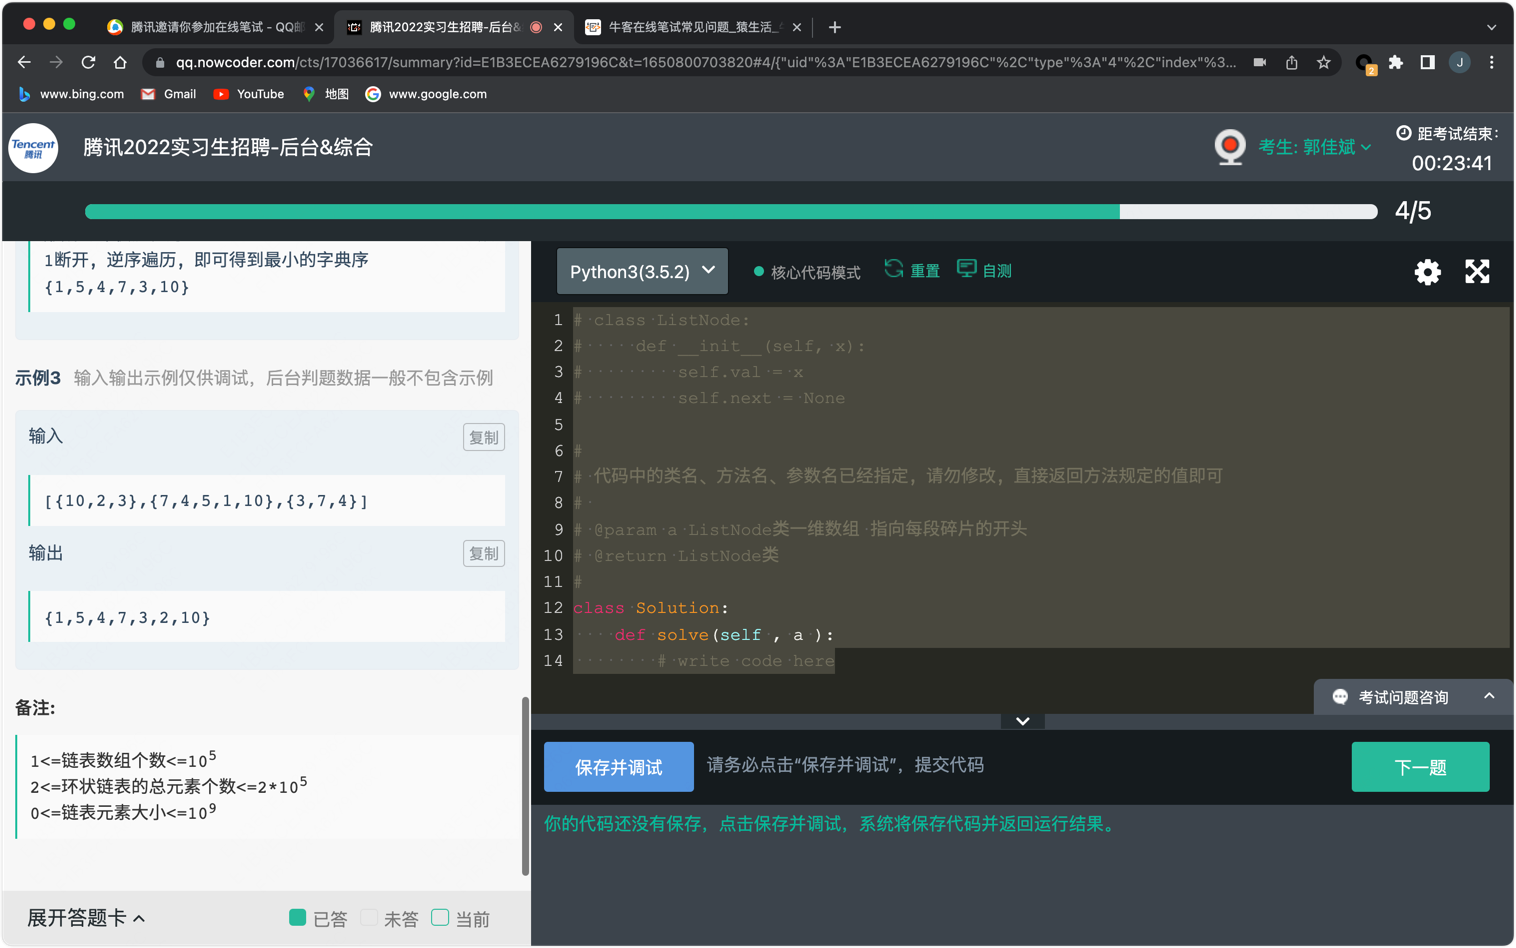 腾讯邀请你参加在线笔试 - QQ邮
腾讯2022实习生招聘-后台&
牛客在线笔试常见问题_猿生活_
qq.nowcoder.com/cts/17036617/summary?id=E1B3ECEA6279196C&t=1650800703820#4/{"uid"%3A"E1B3ECEA6279196C"%2C"type"%3A"4"%2C"index"%3...
2
J
www.bing.com
Gmail
YouTube
地图
www.google.com
Tencent
腾讯
腾讯2022实习生招聘-后台&综合
考生: 郭佳斌
距考试结束:
00:23:41
4/5
1断开，逆序遍历，即可得到最小的字典序
{1,5,4,7,3,10}
示例3 输入输出示例仅供调试，后台判题数据一般不包含示例
输入
复制
[{10,2,3},{7,4,5,1,10},{3,7,4}]
输出
复制
{1,5,4,7,3,2,10}
备注:
1<=链表数组个数<=10^5
2<=环状链表的总元素个数<=2*10^5
0<=链表元素大小<=10^9
展开答题卡
已答
未答
当前
Python3(3.5.2)
核心代码模式
重置
自测
1 # class ListNode:
2 #     def __init__(self, x):
3 #         self.val = x
4 #         self.next = None
5
6 #
7 # 代码中的类名、方法名、参数名已经指定，请勿修改，直接返回方法规定的值即可
8 #
9 # @param a ListNode类一维数组 指向每段碎片的开头
10 # @return ListNode类
11 #
12 class Solution:
13     def solve(self , a ):
14         # write code here
考试问题咨询
保存并调试
请务必点击“保存并调试”，提交代码
下一题
你的代码还没有保存，点击保存并调试，系统将保存代码并返回运行结果。